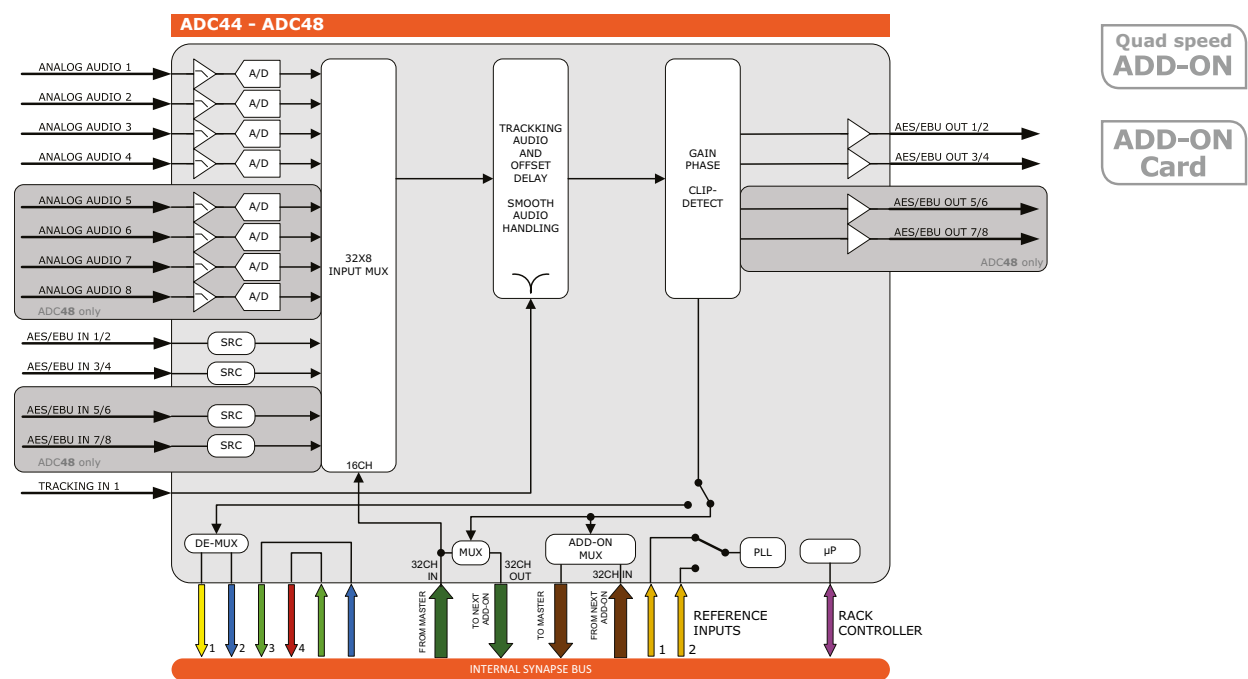 ADC44 - ADC48
Quad speed
ADD-ON
ADD-ON
Card
ANALOG AUDIO 1
A/D
ANALOG AUDIO 2
A/D
ANALOG AUDIO 3
A/D
ANALOG AUDIO 4
A/D
ANALOG AUDIO 5
A/D
ANALOG AUDIO 6
A/D
ANALOG AUDIO 7
A/D
ANALOG AUDIO 8
A/D
ADC48 only
AES/EBU IN 1/2
SRC
AES/EBU IN 3/4
SRC
AES/EBU IN 5/6
SRC
AES/EBU IN 7/8
SRC
ADC48 only
TRACKING IN 1
32X8
INPUT MUX
16CH
TRACKKING
AUDIO
AND
OFFSET
DELAY
SMOOTH
AUDIO
HANDLING
GAIN
PHASE
CLIP-
DETECT
AES/EBU OUT 1/2
AES/EBU OUT 3/4
AES/EBU OUT 5/6
AES/EBU OUT 7/8
ADC48 only
DE-MUX
MUX
ADD-ON
MUX
PLL
µP
32CH
IN
32CH
OUT
32CH IN
1
2
3
4
FROM MASTER
TO NEXT
ADD-ON
TO MASTER
FROM NEXT
ADD-ON
1
2
REFERENCE
INPUTS
RACK
CONTROLLER
INTERNAL SYNAPSE BUS